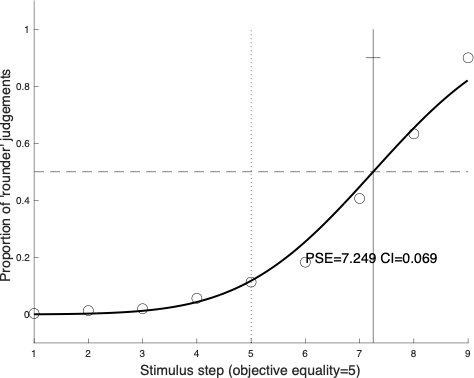 1
0.8
0.6
0.4
0.2
0
Proportion of 'rounder' judgements
PSE=7.249 CI=0.069
1 2 3 4 5 6 7 8 9
Stimulus step (objective equality=5)